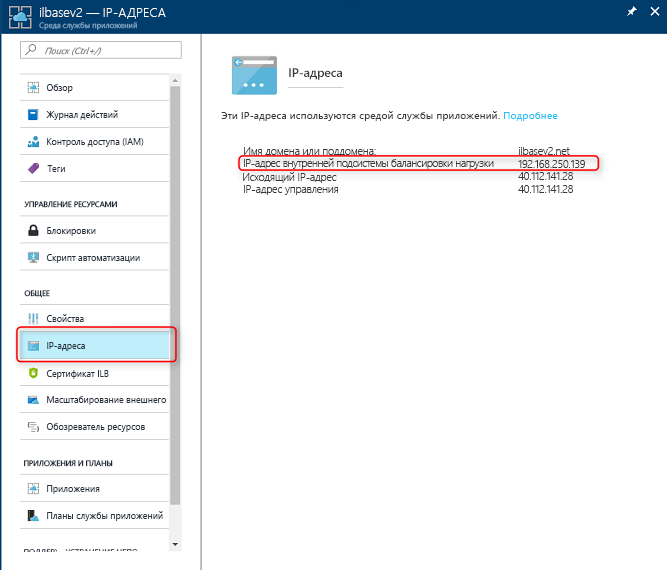 ilbasev2 — IP-АДРЕСА
Среда службы приложений
Поиск (Ctrl+/)
Обзор
Журнал действий
Контроль доступа (IAM)
Теги
УПРАВЛЕНИЕ РЕСУРСАМИ
Блокировки
Скрипт автоматизации
ОБЩЕЕ
Свойства
IP-адреса
Сертификат ILB
Масштабирование внешнего
Обозреватель ресурсов
ПРИЛОЖЕНИЯ И ПЛАНЫ
Приложения
Планы службы приложений
IP-адреса
Эти IP-адреса используются средой службы приложений. Подробнее
Имя домена или поддомена: ilbasev2.net
IP-адрес внутренней подсистемы балансировки нагрузки 192.168.250.139
Исходящий IP-адрес 40.112.141.28
IP-адрес управления 40.112.141.28